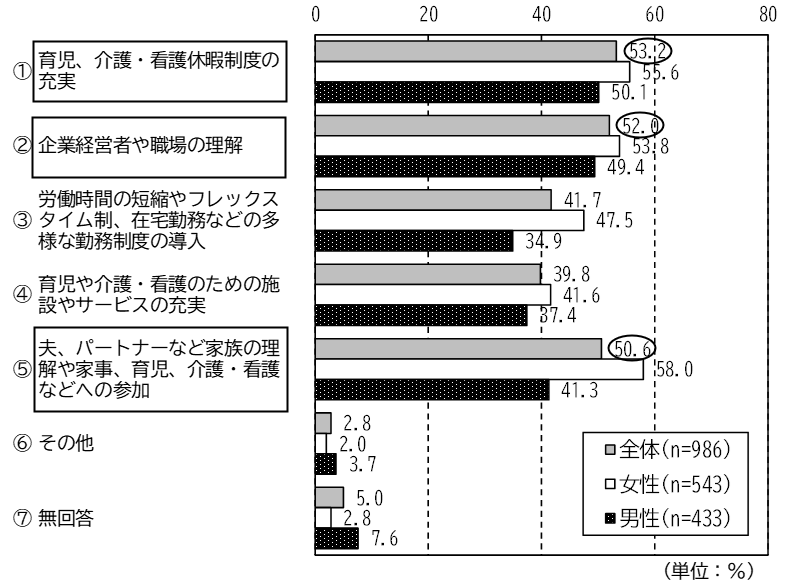 0 20 40 60 80
① 育児、介護・看護休暇制度の
充実
53.2
55.6
50.1
② 企業経営者や職場の理解
52.0
53.8
49.4
労働時間の短縮やフレックス
③ タイム制、在宅勤務などの多
様な勤務制度の導入
41.7
47.5
34.9
④ 育児や介護・看護のための施
設やサービスの充実
39.8
41.6
37.4
夫、パートナーなど家族の理
⑤ 解や家事、育児、介護・看護
などへの参加
50.6
58.0
41.3
⑥ その他
2.8
2.0
3.7
⑦ 無回答
5.0
2.8
7.6
全体(n=986)
女性(n=543)
男性(n=433)
(単位：%)